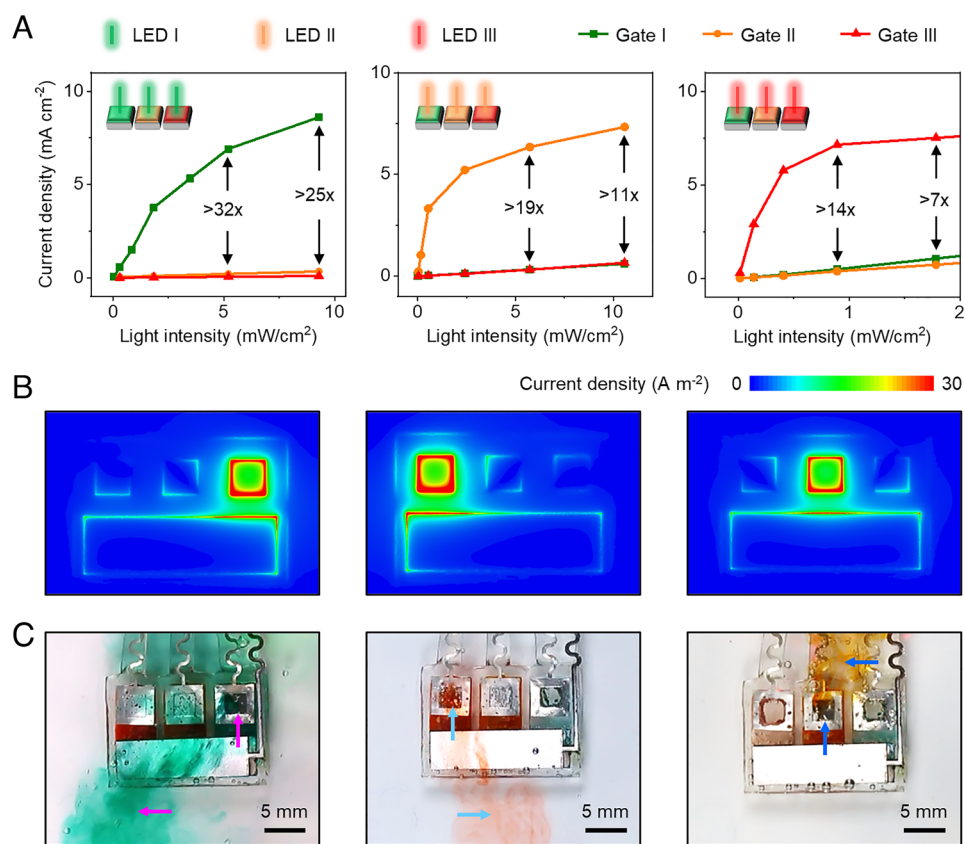 A
LED I LED II LED III Gate I Gate II Gate III
Current density (mA cm⁻²)
10
5
0
>32x
>25x
0 5 10
Light intensity (mW/cm²)
10
5
0
>19x
>11x
0 5 10
Light intensity (mW/cm²)
10
5
0
>14x
>7x
0 1 2
Light intensity (mW/cm²)
B
Current density (A m⁻²) 0 30
C
5 mm 5 mm 5 mm